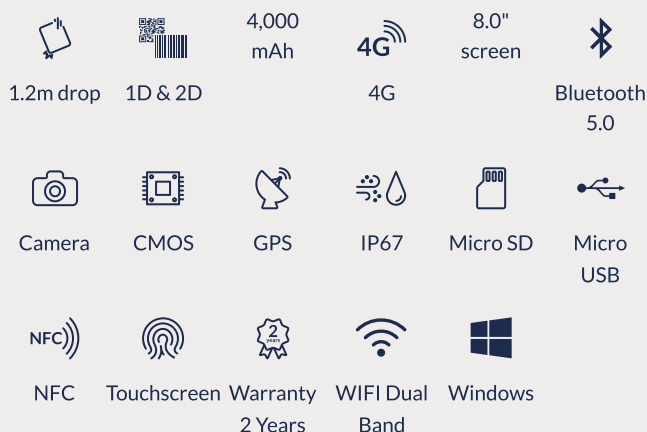 4,000
mAh
4G
8.0"
screen
1.2m drop
1D & 2D
4G
Bluetooth
5.0
Camera
CMOS
GPS
IP67
Micro SD
Micro
USB
NFC
2
years
NFC
Touchscreen
Warranty
2 Years
WIFI Dual
Band
Windows